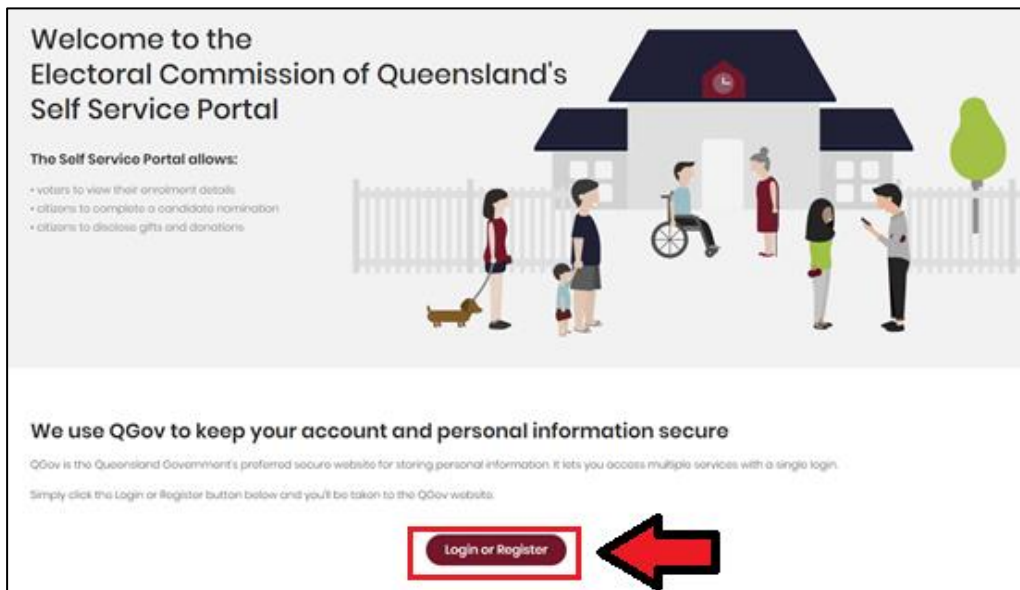 Welcome to the
Electoral Commission of Queensland's
Self Service Portal
The Self Service Portal allows:
• voters to view their enrolment details
• citizens to complete a candidate nomination
• citizens to disclose gifts and donations
We use QGov to keep your account and personal information secure
QGov is the Queensland Government's preferred secure website for storing personal information. It lets you access multiple services with a single login.
Simply click the Login or Register button below and you'll be taken to the QGov website.
Login or Register